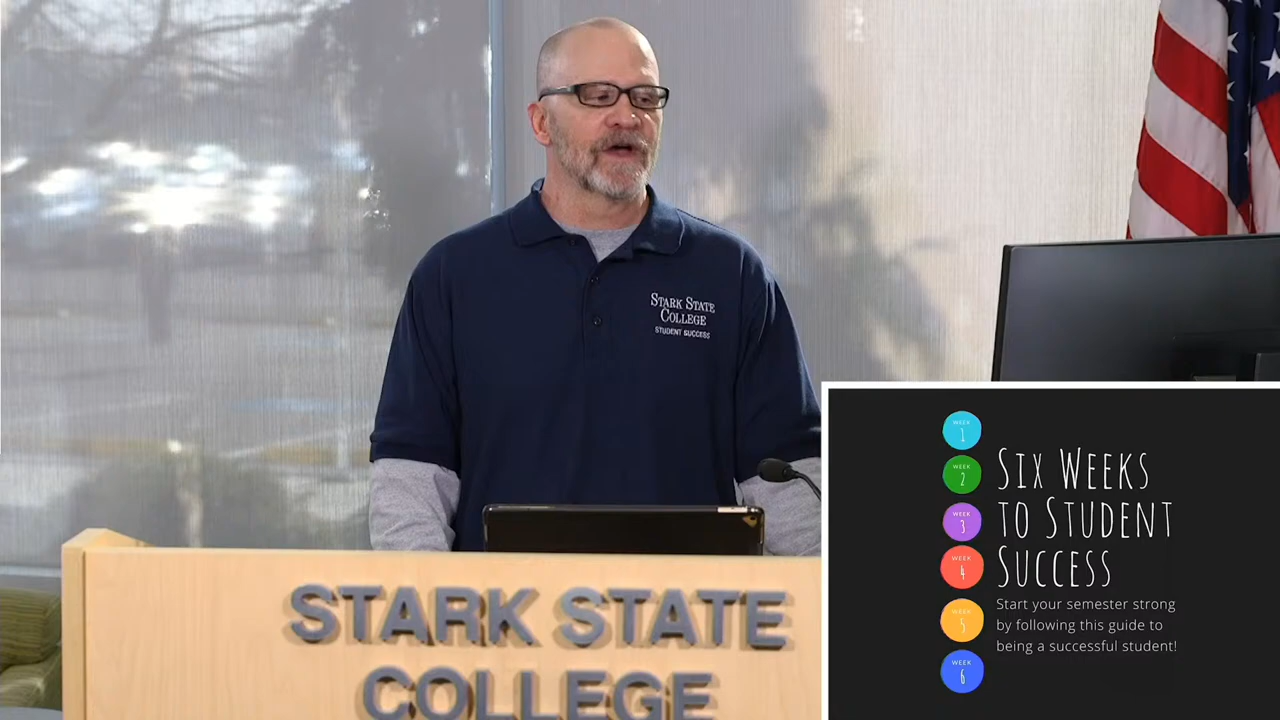 STARK STATE
COLLEGE
STUDENT SUCCESS
STARK STATE
COLLEGE
WEEK
1
WEEK
2
WEEK
3
WEEK
4
WEEK
5
WEEK
6
SIX WEEKS
TO STUDENT
SUCCESS
Start your semester strong
by following this guide to
being a successful student!